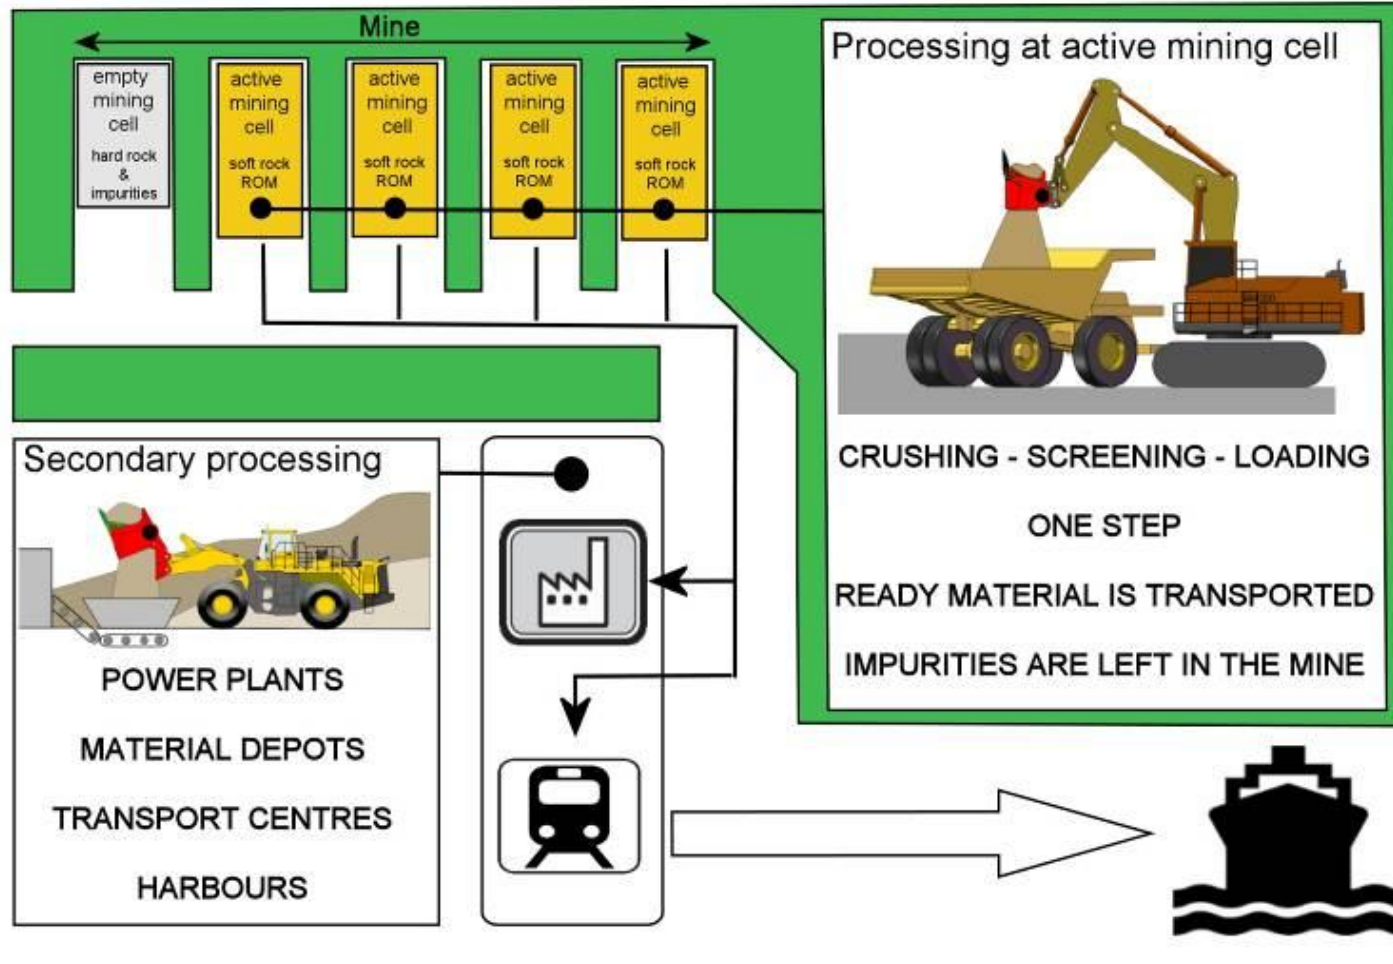 Mine
empty
mining
cell
hard rock
&
impurities
active
mining
cell
soft rock
ROM
active
mining
cell
soft rock
ROM
active
mining
cell
soft rock
ROM
active
mining
cell
soft rock
ROM
Processing at active mining cell
CRUSHING - SCREENING - LOADING
ONE STEP
READY MATERIAL IS TRANSPORTED
IMPURITIES ARE LEFT IN THE MINE
Secondary processing
POWER PLANTS
MATERIAL DEPOTS
TRANSPORT CENTRES
HARBOURS